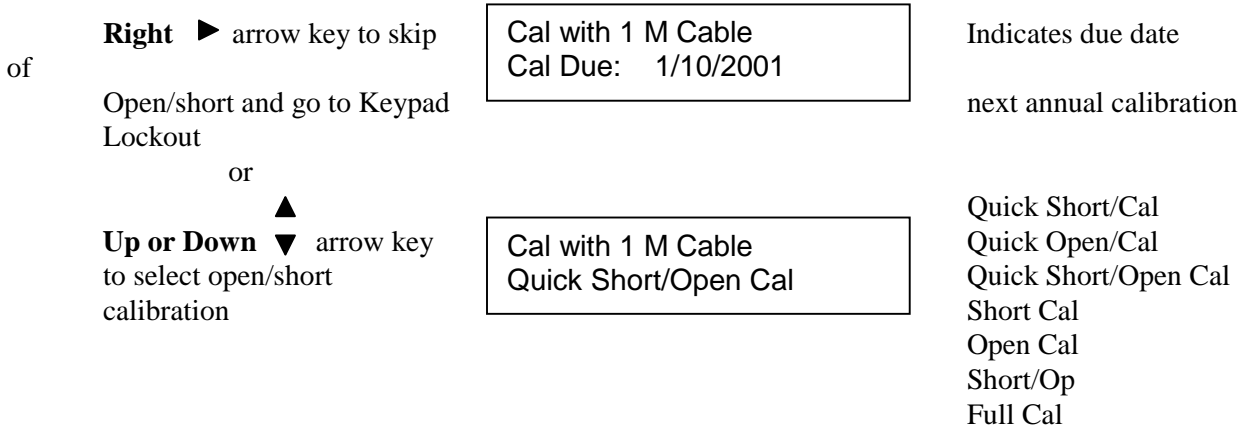 Right ▶ arrow key to skip
of
Open/short and go to Keypad
Lockout
or
▲
Up or Down ▼ arrow key
to select open/short
calibration
Cal with 1 M Cable
Cal Due: 1/10/2001
Cal with 1 M Cable
Quick Short/Open Cal
Indicates due date
next annual calibration
Quick Short/Cal
Quick Open/Cal
Quick Short/Open Cal
Short Cal
Open Cal
Short/Op
Full Cal